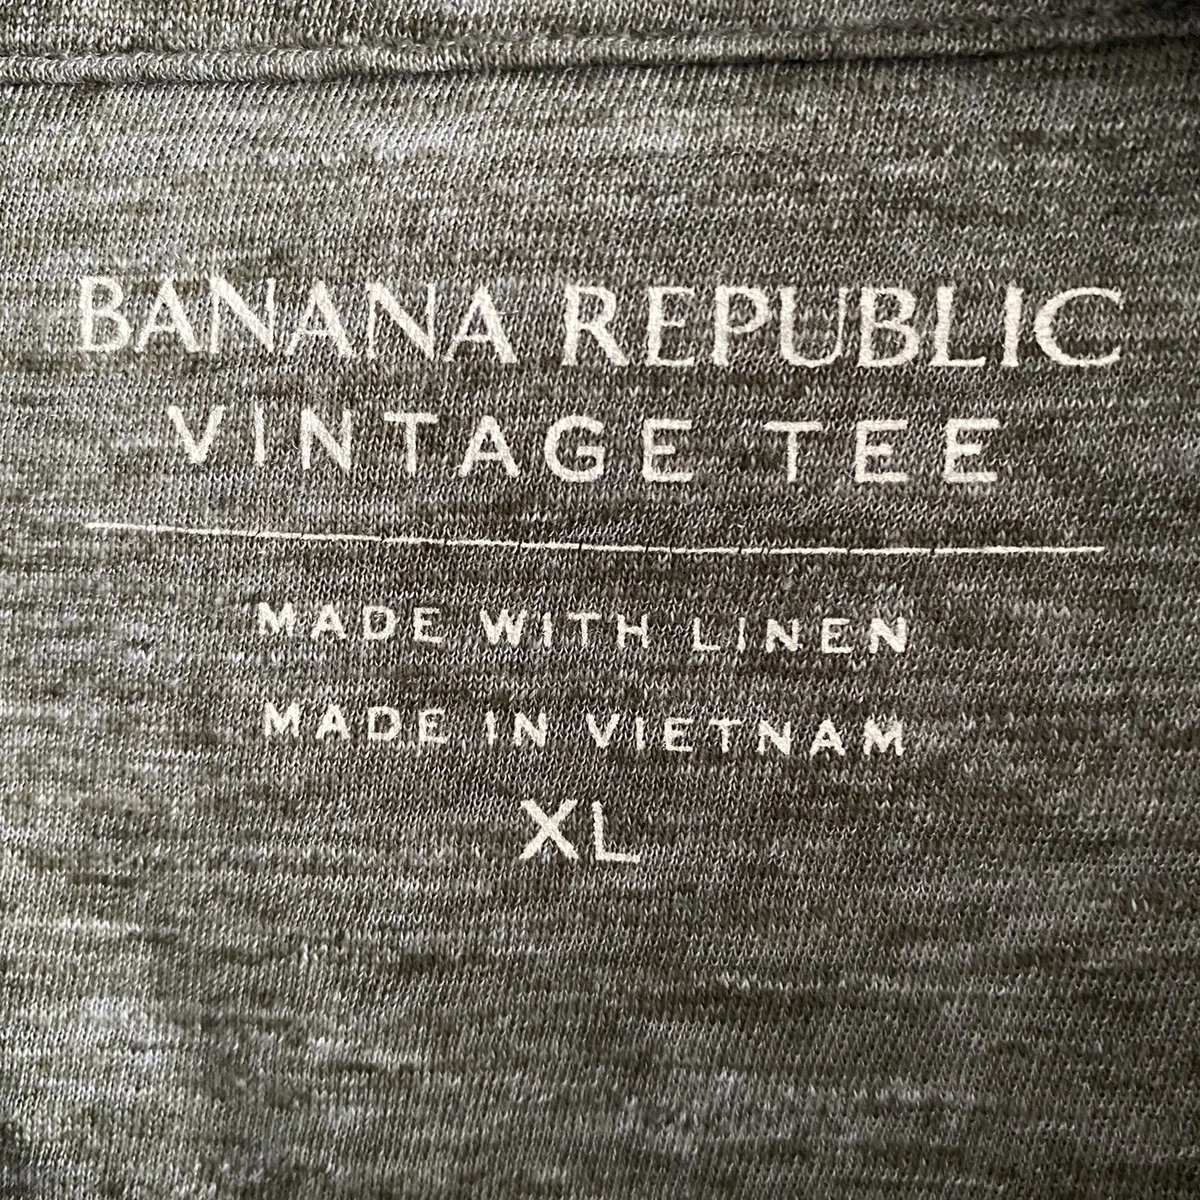 BANANA REPUBLIC
VINTAGE TEE
MADE WITH LINEN
MADE IN VIETNAM
XL